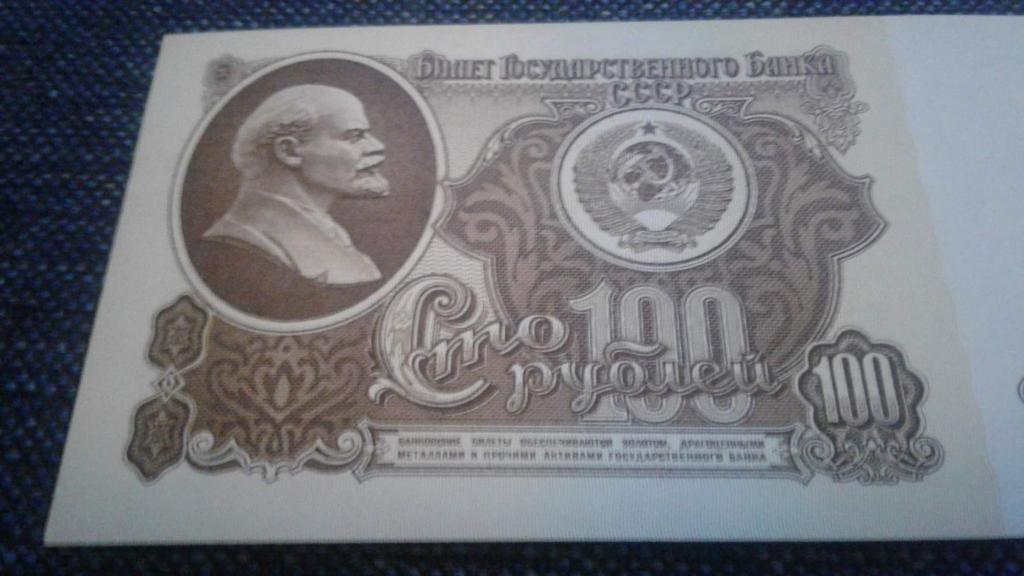 Билет Государственного Банка
СССР
Сто 100
рублей
100
БАНКОВСКИЕ БИЛЕТЫ ОБЕСПЕЧИВАЮТСЯ ЗОЛОТОМ, ДРАГОЦЕННЫМИ
МЕТАЛЛАМИ И ПРОЧИМИ АКТИВАМИ ГОСУДАРСТВЕННОГО БАНКА